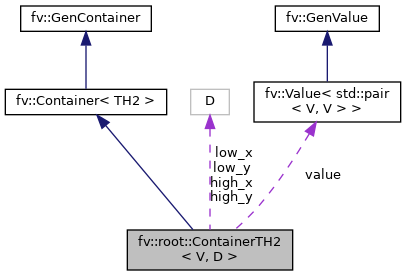 fv::GenContainer
fv::GenValue
fv::Container< TH2 >
D
fv::Value< std::pair
< V, V > >
low_x
low_y
high_x
high_y
value
fv::root::ContainerTH2
< V, D >